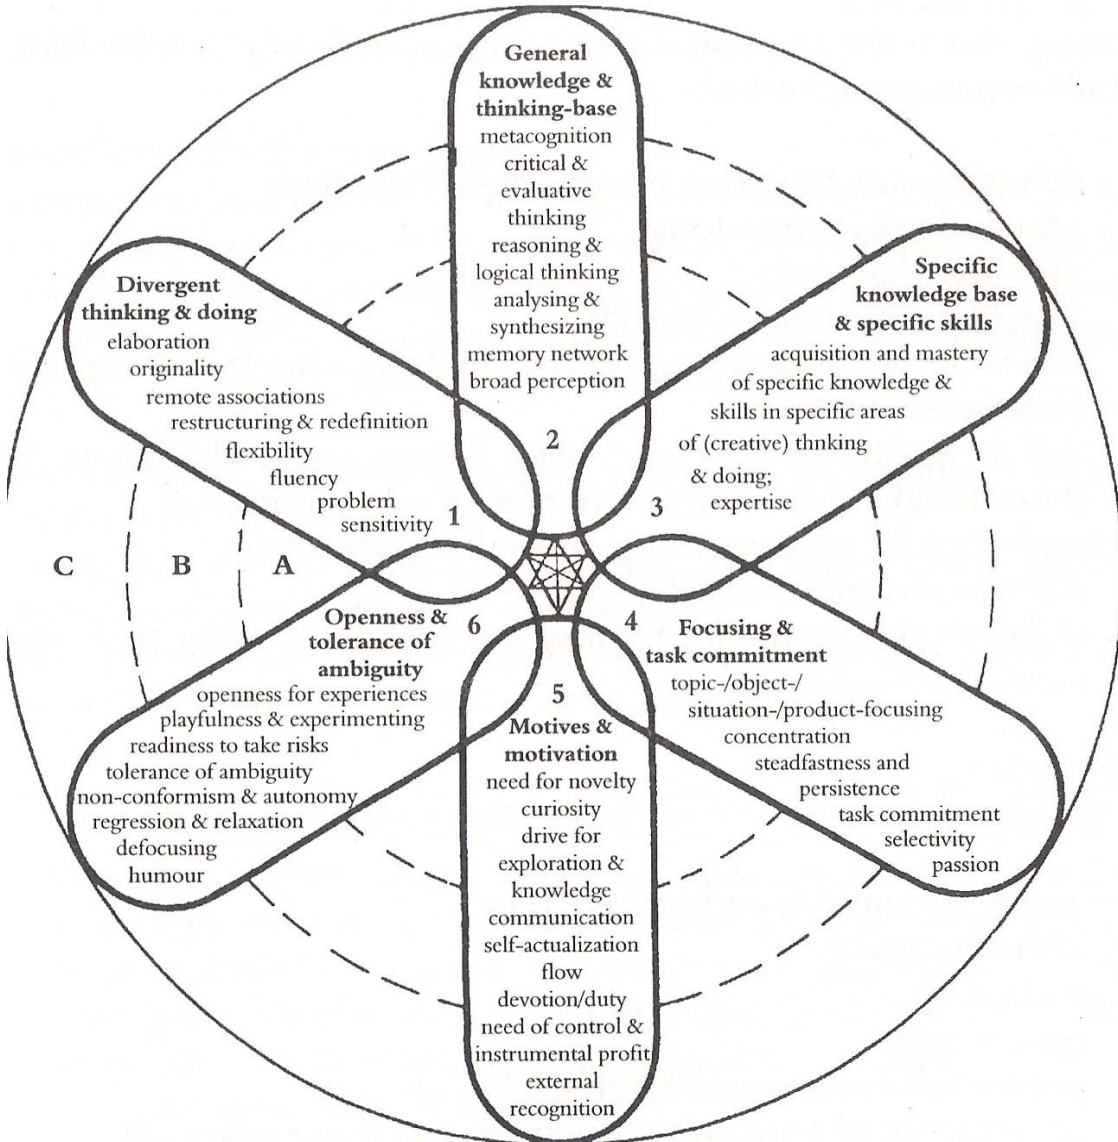 General
knowledge &
thinking-base
metacognition
critical &
evaluative
thinking
reasoning &
logical thinking
analysing &
synthesizing
memory network
broad perception
2
Specific
knowledge base
& specific skills
acquisition and mastery
of specific knowledge &
skills in specific areas
of (creative) thnking
& doing;
expertise
3
Divergent
thinking & doing
elaboration
originality
remote associations
restructuring & redefinition
flexibility
fluency
problem
sensitivity
1
C B A
Openness &
tolerance of
ambiguity
6
openness for experiences
playfulness & experimenting
readiness to take risks
tolerance of ambiguity
non-conformism & autonomy
regression & relaxation
defocusing
humour
4
Focusing &
task commitment
topic-/object-/
situation-/product-focusing
concentration
steadfastness and
persistence
task commitment
selectivity
passion
5
Motives &
motivation
need for novelty
curiosity
drive for
exploration &
knowledge
communication
self-actualization
flow
devotion/duty
need of control &
instrumental profit
external
recognition